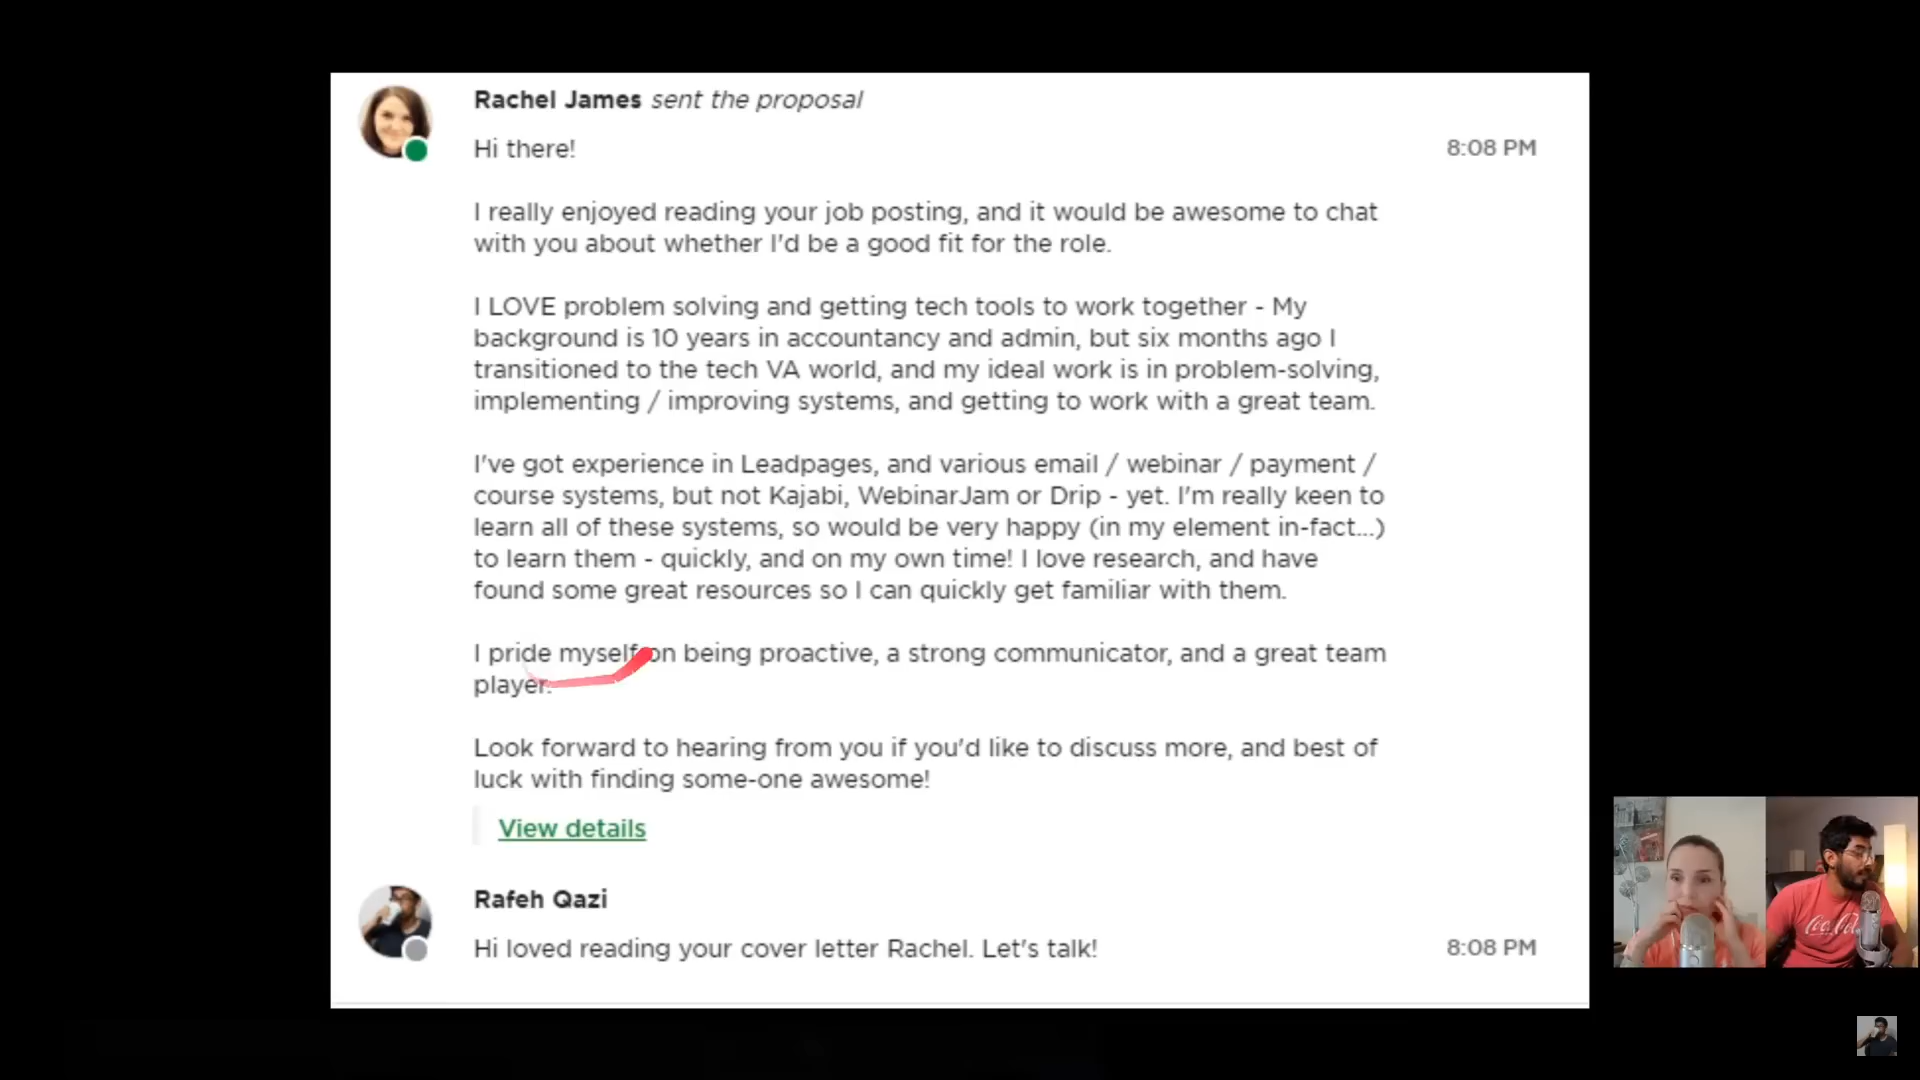 Rachel James sent the proposal
Hi there!
8:08 PM
I really enjoyed reading your job posting, and it would be awesome to chat
with you about whether I'd be a good fit for the role.
I LOVE problem solving and getting tech tools to work together - My
background is 10 years in accountancy and admin, but six months ago I
transitioned to the tech VA world, and my ideal work is in problem-solving,
implementing / improving systems, and getting to work with a great team.
I've got experience in Leadpages, and various email / webinar / payment /
course systems, but not Kajabi, WebinarJam or Drip - yet. I'm really keen to
learn all of these systems, so would be very happy (in my element in-fact...)
to learn them - quickly, and on my own time! I love research, and have
found some great resources so I can quickly get familiar with them.
I pride myself on being proactive, a strong communicator, and a great team
player.
Look forward to hearing from you if you'd like to discuss more, and best of
luck with finding some-one awesome!
View details
Rafeh Qazi
Hi loved reading your cover letter Rachel. Let's talk!
8:08 PM